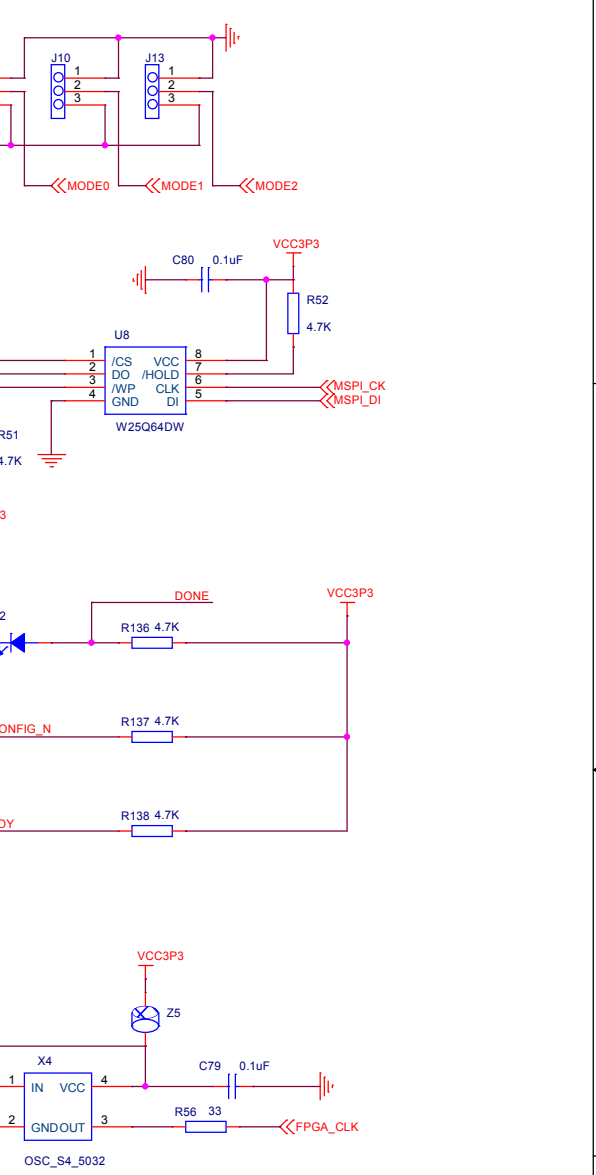 J10
J13
1
2
3
1
2
3
MODE0
MODE1
MODE2
VCC3P3
C80 0.1uF
R52
4.7K
U8
1 /CS VCC 8
2 DO /HOLD 7
3 /WP CLK 6
4 GND DI 5
MSPI_CK
MSPI_DI
W25Q64DW
R51
4.7K
3
DONE
VCC3P3
2
R136 4.7K
ONFIG_N
R137 4.7K
DY
R138 4.7K
VCC3P3
Z5
X4
C79 0.1uF
1 IN VCC 4
2 GND OUT 3
R56 33
FPGA_CLK
OSC_S4_5032